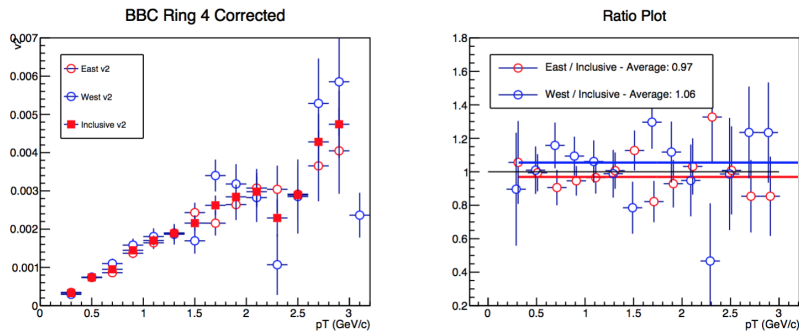 BBC Ring 4 Corrected
v2
0.007
0.006
0.005
0.004
0.003
0.002
0.001
0
East v2
West v2
Inclusive v2
0 0.5 1 1.5 2 2.5 3
pT (GeV/c)
Ratio Plot
1.8
1.6
1.4
1.2
1
0.8
0.6
0.4
0.2
East / Inclusive - Average: 0.97
West / Inclusive - Average: 1.06
0 0.5 1 1.5 2 2.5 3
pT (GeV/c)